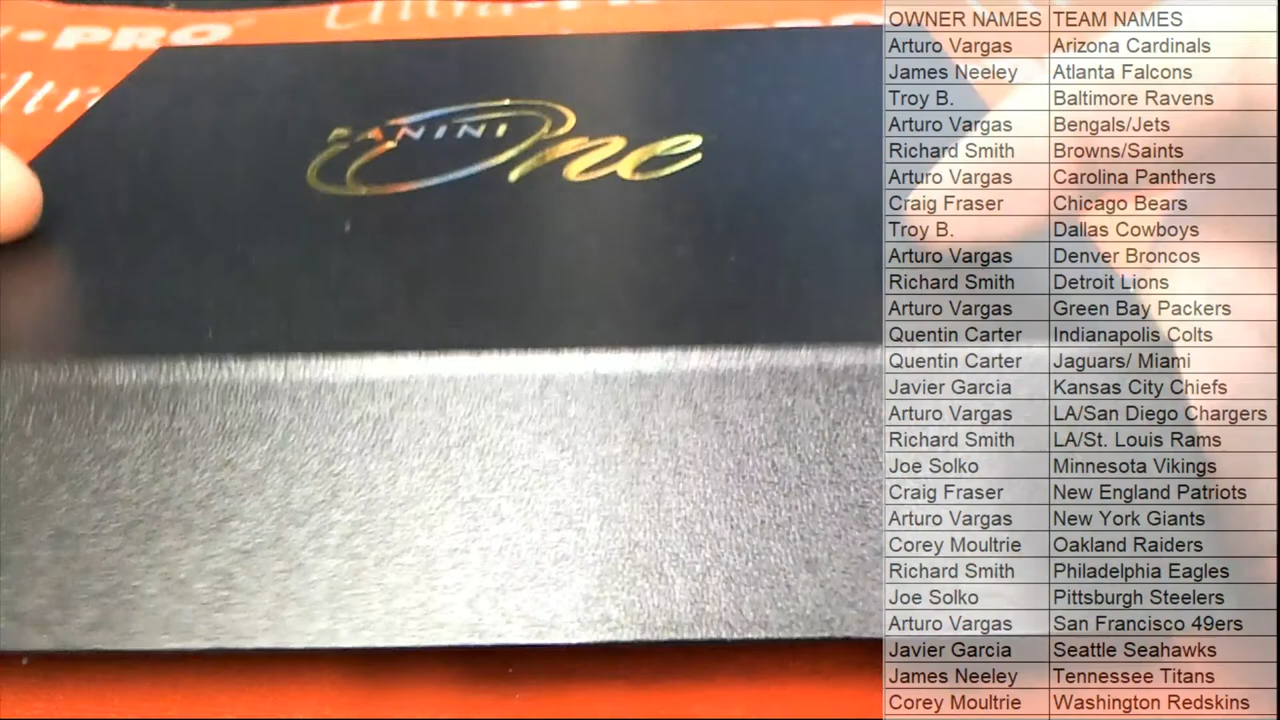 PRO
Ultra
Ultra
PANINI
One
OWNER NAMES TEAM NAMES
Arturo Vargas Arizona Cardinals
James Neeley Atlanta Falcons
Troy B. Baltimore Ravens
Arturo Vargas Bengals/Jets
Richard Smith Browns/Saints
Arturo Vargas Carolina Panthers
Craig Fraser Chicago Bears
Troy B. Dallas Cowboys
Arturo Vargas Denver Broncos
Richard Smith Detroit Lions
Arturo Vargas Green Bay Packers
Quentin Carter Indianapolis Colts
Quentin Carter Jaguars/ Miami
Javier Garcia Kansas City Chiefs
Arturo Vargas LA/San Diego Chargers
Richard Smith LA/St. Louis Rams
Joe Solko Minnesota Vikings
Craig Fraser New England Patriots
Arturo Vargas New York Giants
Corey Moultrie Oakland Raiders
Richard Smith Philadelphia Eagles
Joe Solko Pittsburgh Steelers
Arturo Vargas San Francisco 49ers
Javier Garcia Seattle Seahawks
James Neeley Tennessee Titans
Corey Moultrie Washington Redskins